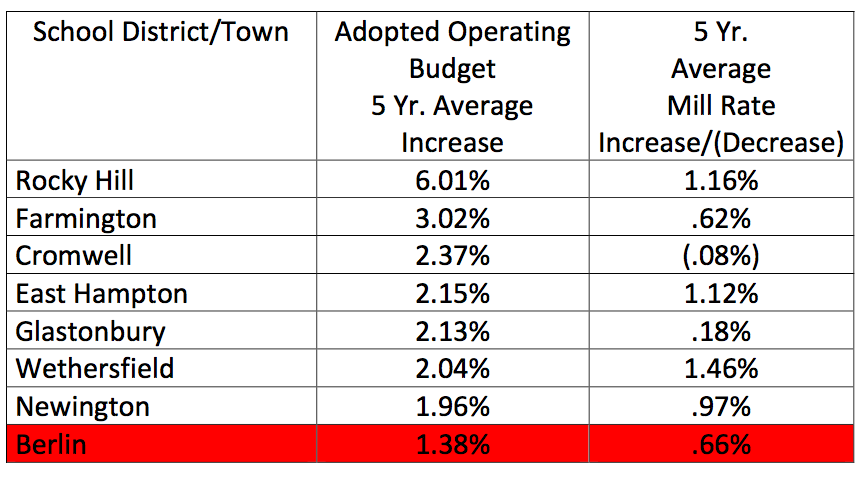 School District/Town Adopted Operating Budget 5 Yr. Average Increase 5 Yr. Average Mill Rate Increase/(Decrease)
Rocky Hill 6.01% 1.16%
Farmington 3.02% .62%
Cromwell 2.37% (.08%)
East Hampton 2.15% 1.12%
Glastonbury 2.13% .18%
Wethersfield 2.04% 1.46%
Newington 1.96% .97%
Berlin 1.38% .66%